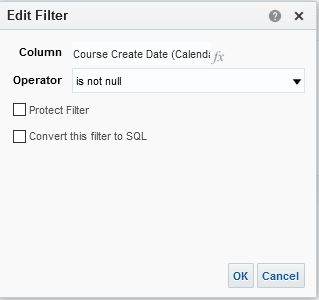 Edit Filter ?
Column Course Create Date (Calenda fx
Operator is not null
Protect Filter
Convert this filter to SQL
OK Cancel